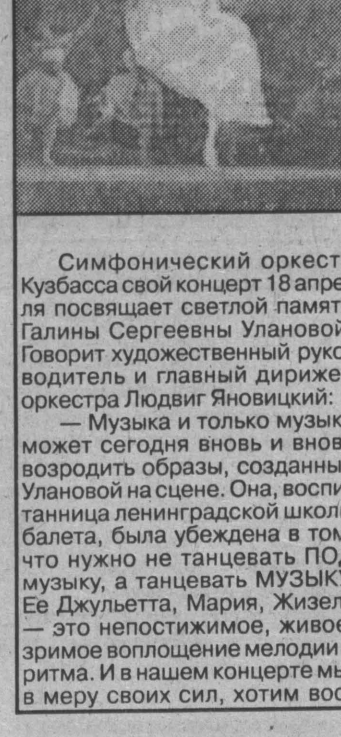 Симфонический оркест
Кузбасса свой концерт 18 апре
ля посвящает светлой памят
Галины Сергеевны Улановой
Говорит художественный руко
водитель и главный дириже
оркестра Людвиг Яновицкий:
— Музыка и только музык
может сегодня вновь и внов
возродить образы, созданны
Улановой на сцене. Она, воспи
танница ленинградской школ
балета, была убеждена в том
что нужно не танцевать ПОД
музыку, а танцевать МУЗЫКУ
Ее Джульетта, Мария, Жизел
— это непостижимое, живое
зримое воплощение мелодии
ритма. И в нашем концерте мы
в меру своих сил, хотим вос